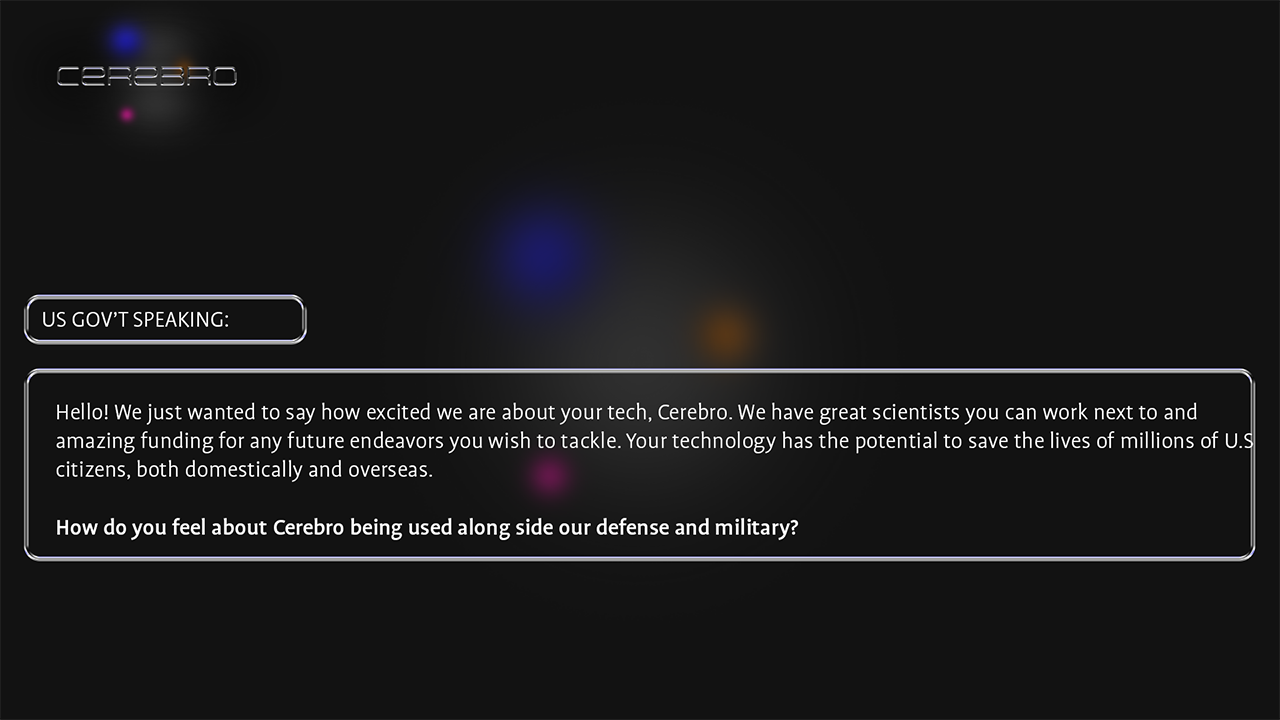 CEREBRO
US GOV’T SPEAKING:
Hello! We just wanted to say how excited we are about your tech, Cerebro. We have great scientists you can work next to and
amazing funding for any future endeavors you wish to tackle. Your technology has the potential to save the lives of millions of U.S
citizens, both domestically and overseas.
How do you feel about Cerebro being used along side our defense and military?